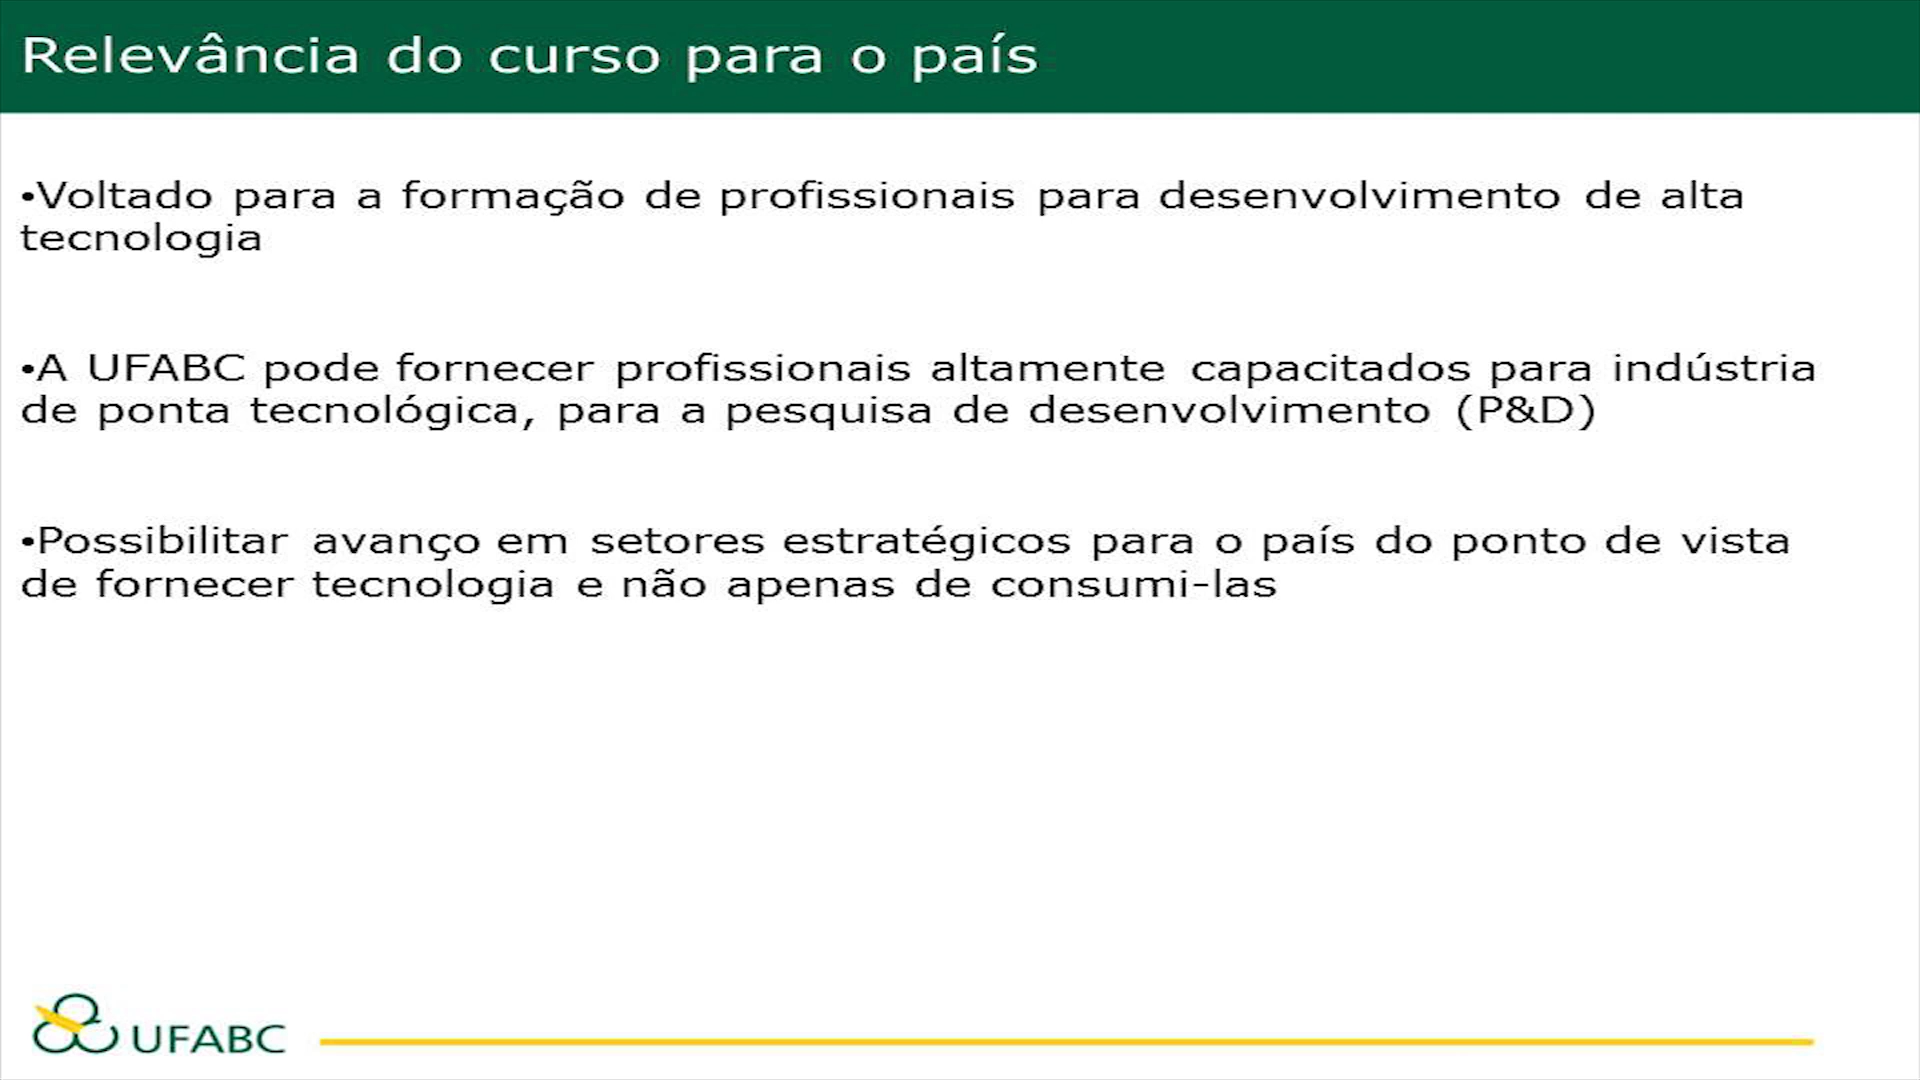 Relevância do curso para o país
•Voltado para a formação de profissionais para desenvolvimento de alta
tecnologia
•A UFABC pode fornecer profissionais altamente capacitados para indústria
de ponta tecnológica, para a pesquisa de desenvolvimento (P&D)
•Possibilitar avanço em setores estratégicos para o país do ponto de vista
de fornecer tecnologia e não apenas de consumi-las
UFABC